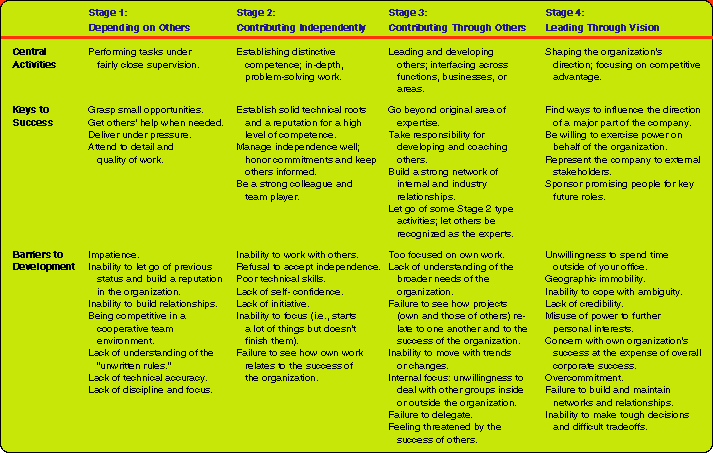 Stage 1:
Depending on Others
Stage 2:
Contributing Independently
Stage 3:
Contributing Through Others
Stage 4:
Leading Through Vision
Central
Activities
Performing tasks under
fairly close supervision.
Establishing distinctive
competence; in-depth,
problem-solving work.
Leading and developing
others; interfacing across
functions, businesses, or
areas.
Shaping the organization's
direction; focusing on competitive
advantage.
Keys to
Success
Grasp small opportunities.
Get others' help when needed.
Deliver under pressure.
Attend to detail and
quality of work.
Establish solid technical roots
and a reputation for a high
level of competence.
Manage independence well;
honor commitments and keep
others informed.
Be a strong colleague and
team player.
Go beyond original area of
expertise.
Take responsibility for
developing and coaching
others.
Build a strong network of
internal and industry
relationships.
Let go of some Stage 2 type
activities; let others be
recognized as the experts.
Find ways to influence the direction
of a major part of the company.
Be willing to exercise power on
behalf of the organization.
Represent the company to external
stakeholders.
Sponsor promising people for key
future roles.
Barriers to
Development
Impatience.
Inability to let go of previous
status and build a reputation
in the organization.
Inability to build relationships.
Being competitive in a
cooperative team
environment.
Lack of understanding of the
"unwritten rules."
Lack of technical accuracy.
Lack of discipline and focus.
Inability to work with others.
Refusal to accept independence.
Poor technical skills.
Lack of self- confidence.
Lack of initiative.
Inability to focus (i.e., starts
a lot of things but doesn't
finish them).
Failure to see how own work
relates to the success of
the organization.
Too focused on own work.
Lack of understanding of the
broader needs of the
organization.
Failure to see how projects
(own and those of others) re-
late to one another and to
the success of the organization.
Inability to move with trends
or changes.
Internal focus: unwillingness to
deal with other groups inside
or outside the organization.
Failure to delegate.
Feeling threatened by the
success of others.
Unwillingness to spend time
outside of your office.
Geographic immobility.
Inability to cope with ambiguity.
Lack of credibility.
Misuse of power to further
personal interests.
Concern with own organization's
success at the expense of overall
corporate success.
Overcommitment.
Failure to build and maintain
networks and relationships.
Inability to make tough decisions
and difficult tradeoffs.